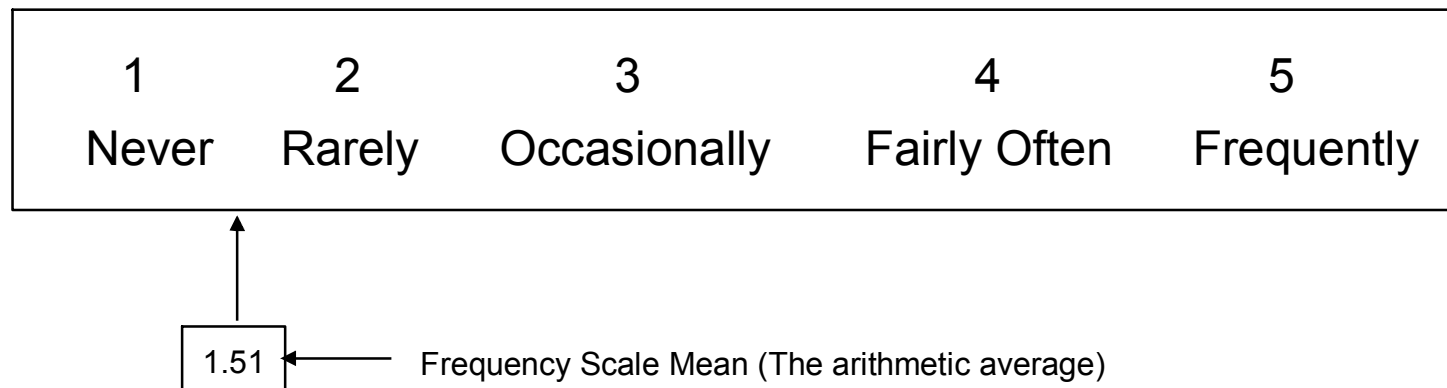 1 2 3 4 5
Never Rarely Occasionally Fairly Often Frequently
1.51 Frequency Scale Mean (The arithmetic average)